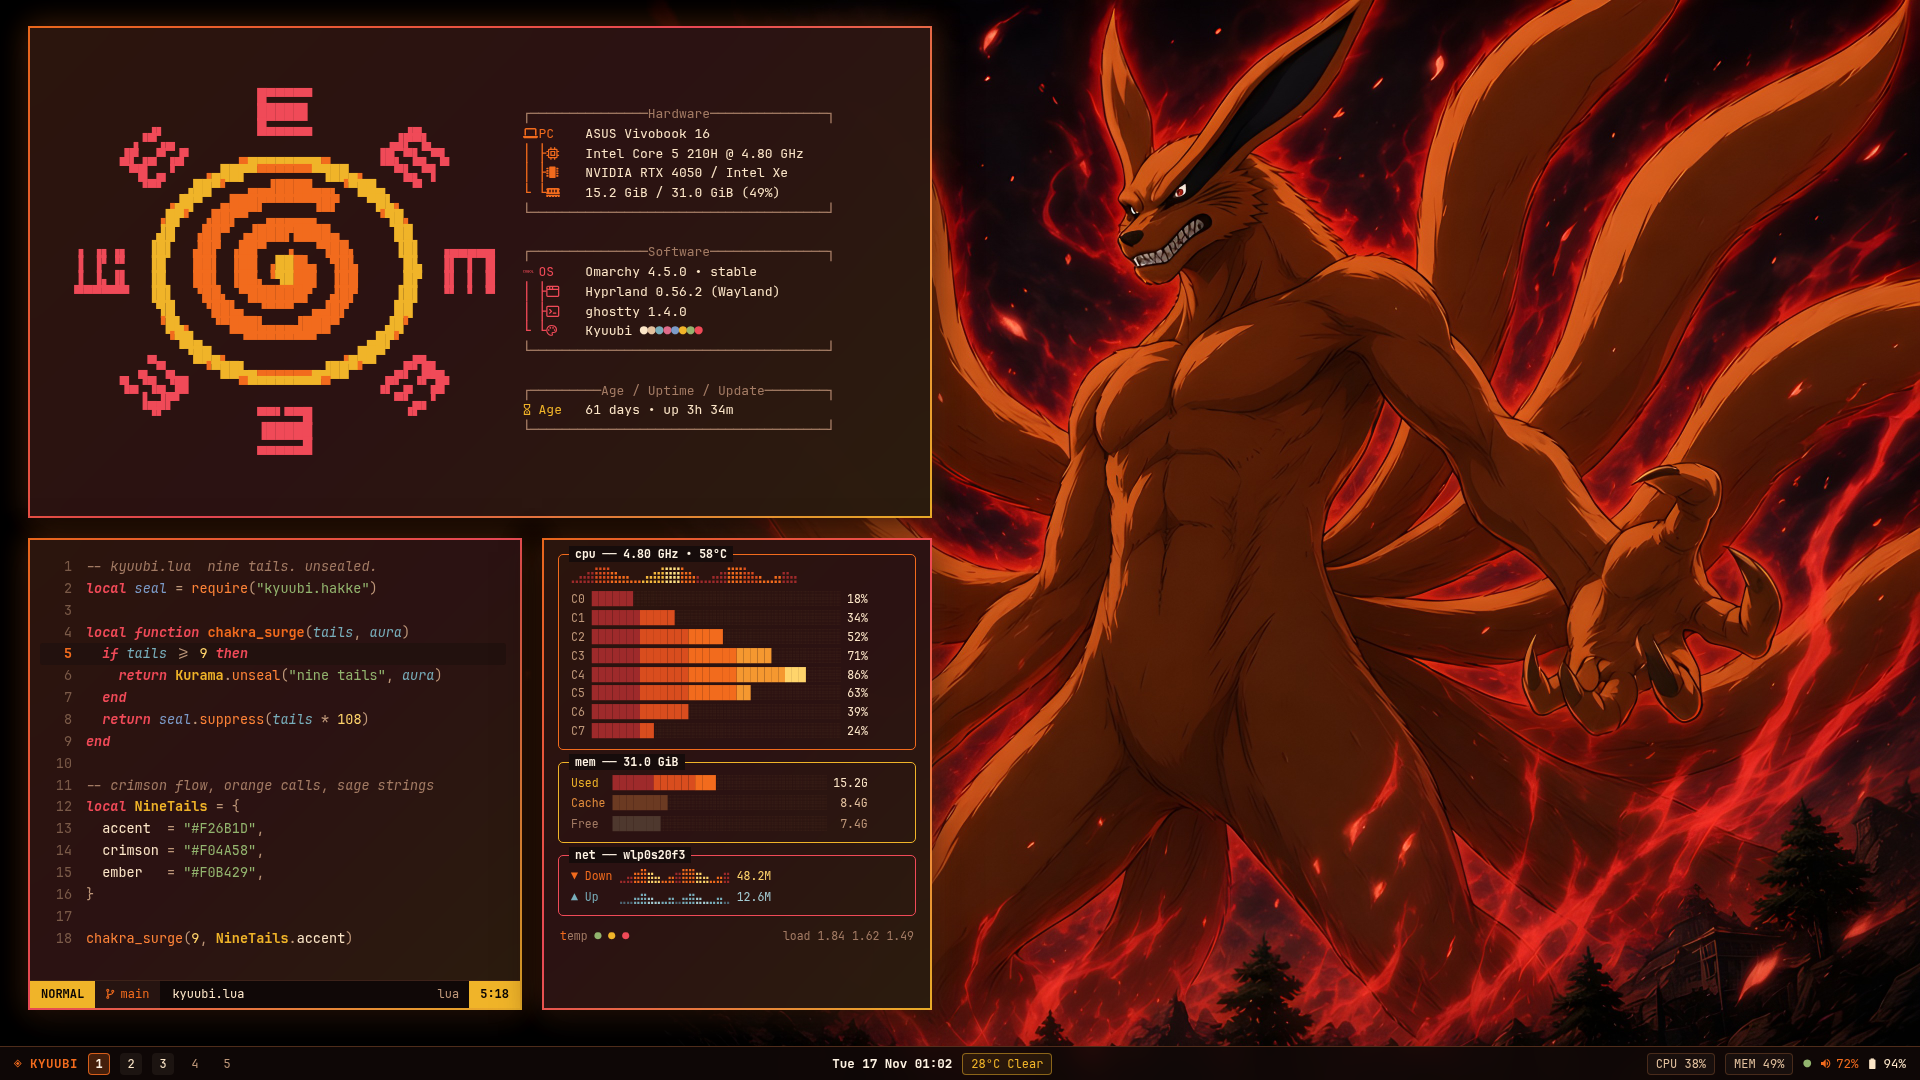 Hardware
PC ASUS Vivobook 16
Intel Core 5 210H @ 4.80 GHz
NVIDIA RTX 4050 / Intel Xe
15.2 GiB / 31.0 GiB (49%)
Software
OS Omarchy 4.5.0 • stable
Hyprland 0.56.2 (Wayland)
ghostty 1.4.0
Kyuubi
Age / Uptime / Update
Age 61 days • up 3h 34m
1 -- kyuubi.lua nine tails. unsealed.
2 local seal = require("kyuubi.hakke")
3
4 local function chakra_surge(tails, aura)
5 if tails ⩾ 9 then
6 return Kurama.unseal("nine tails", aura)
7 end
8 return seal.suppress(tails * 108)
9 end
10
11 -- crimson flow, orange calls, sage strings
12 local NineTails = {
13 accent = "#F26B1D",
14 crimson = "#F04A58",
15 ember = "#F0B429",
16 }
17
18 chakra_surge(9, NineTails.accent)
NORMAL main kyuubi.lua lua 5:18
cpu — 4.80 GHz • 58°C
C0 18%
C1 34%
C2 52%
C3 71%
C4 86%
C5 63%
C6 39%
C7 24%
mem — 31.0 GiB
Used 15.2G
Cache 8.4G
Free 7.4G
net — wlp0s20f3
▼ Down 48.2M
▲ Up 12.6M
temp load 1.84 1.62 1.49
KYUUBI 1 2 3 4 5 Tue 17 Nov 01:02 28°C Clear CPU 38% MEM 49% 72% 94%